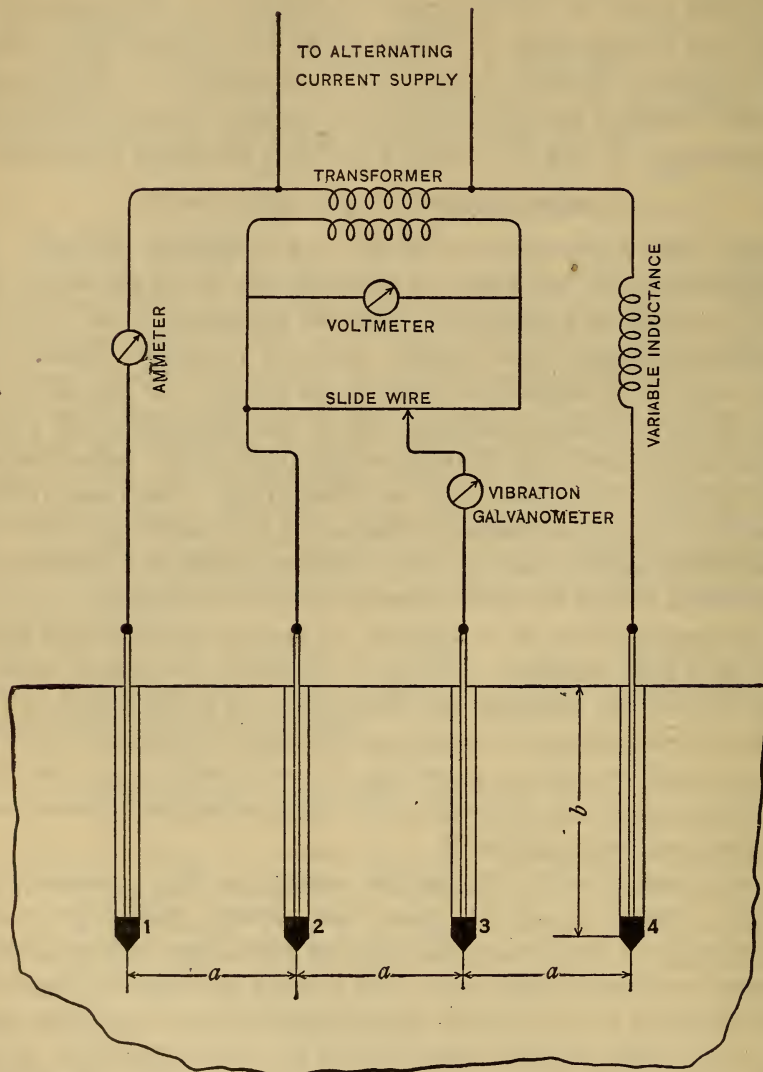 TO ALTERNATING
CURRENT SUPPLY
TRANSFORMER
VOLTMETER
AMMETER
SLIDE WIRE
VARIABLE INDUCTANCE
VIBRATION
GALVANOMETER
b
1
2
3
4
a
a
a